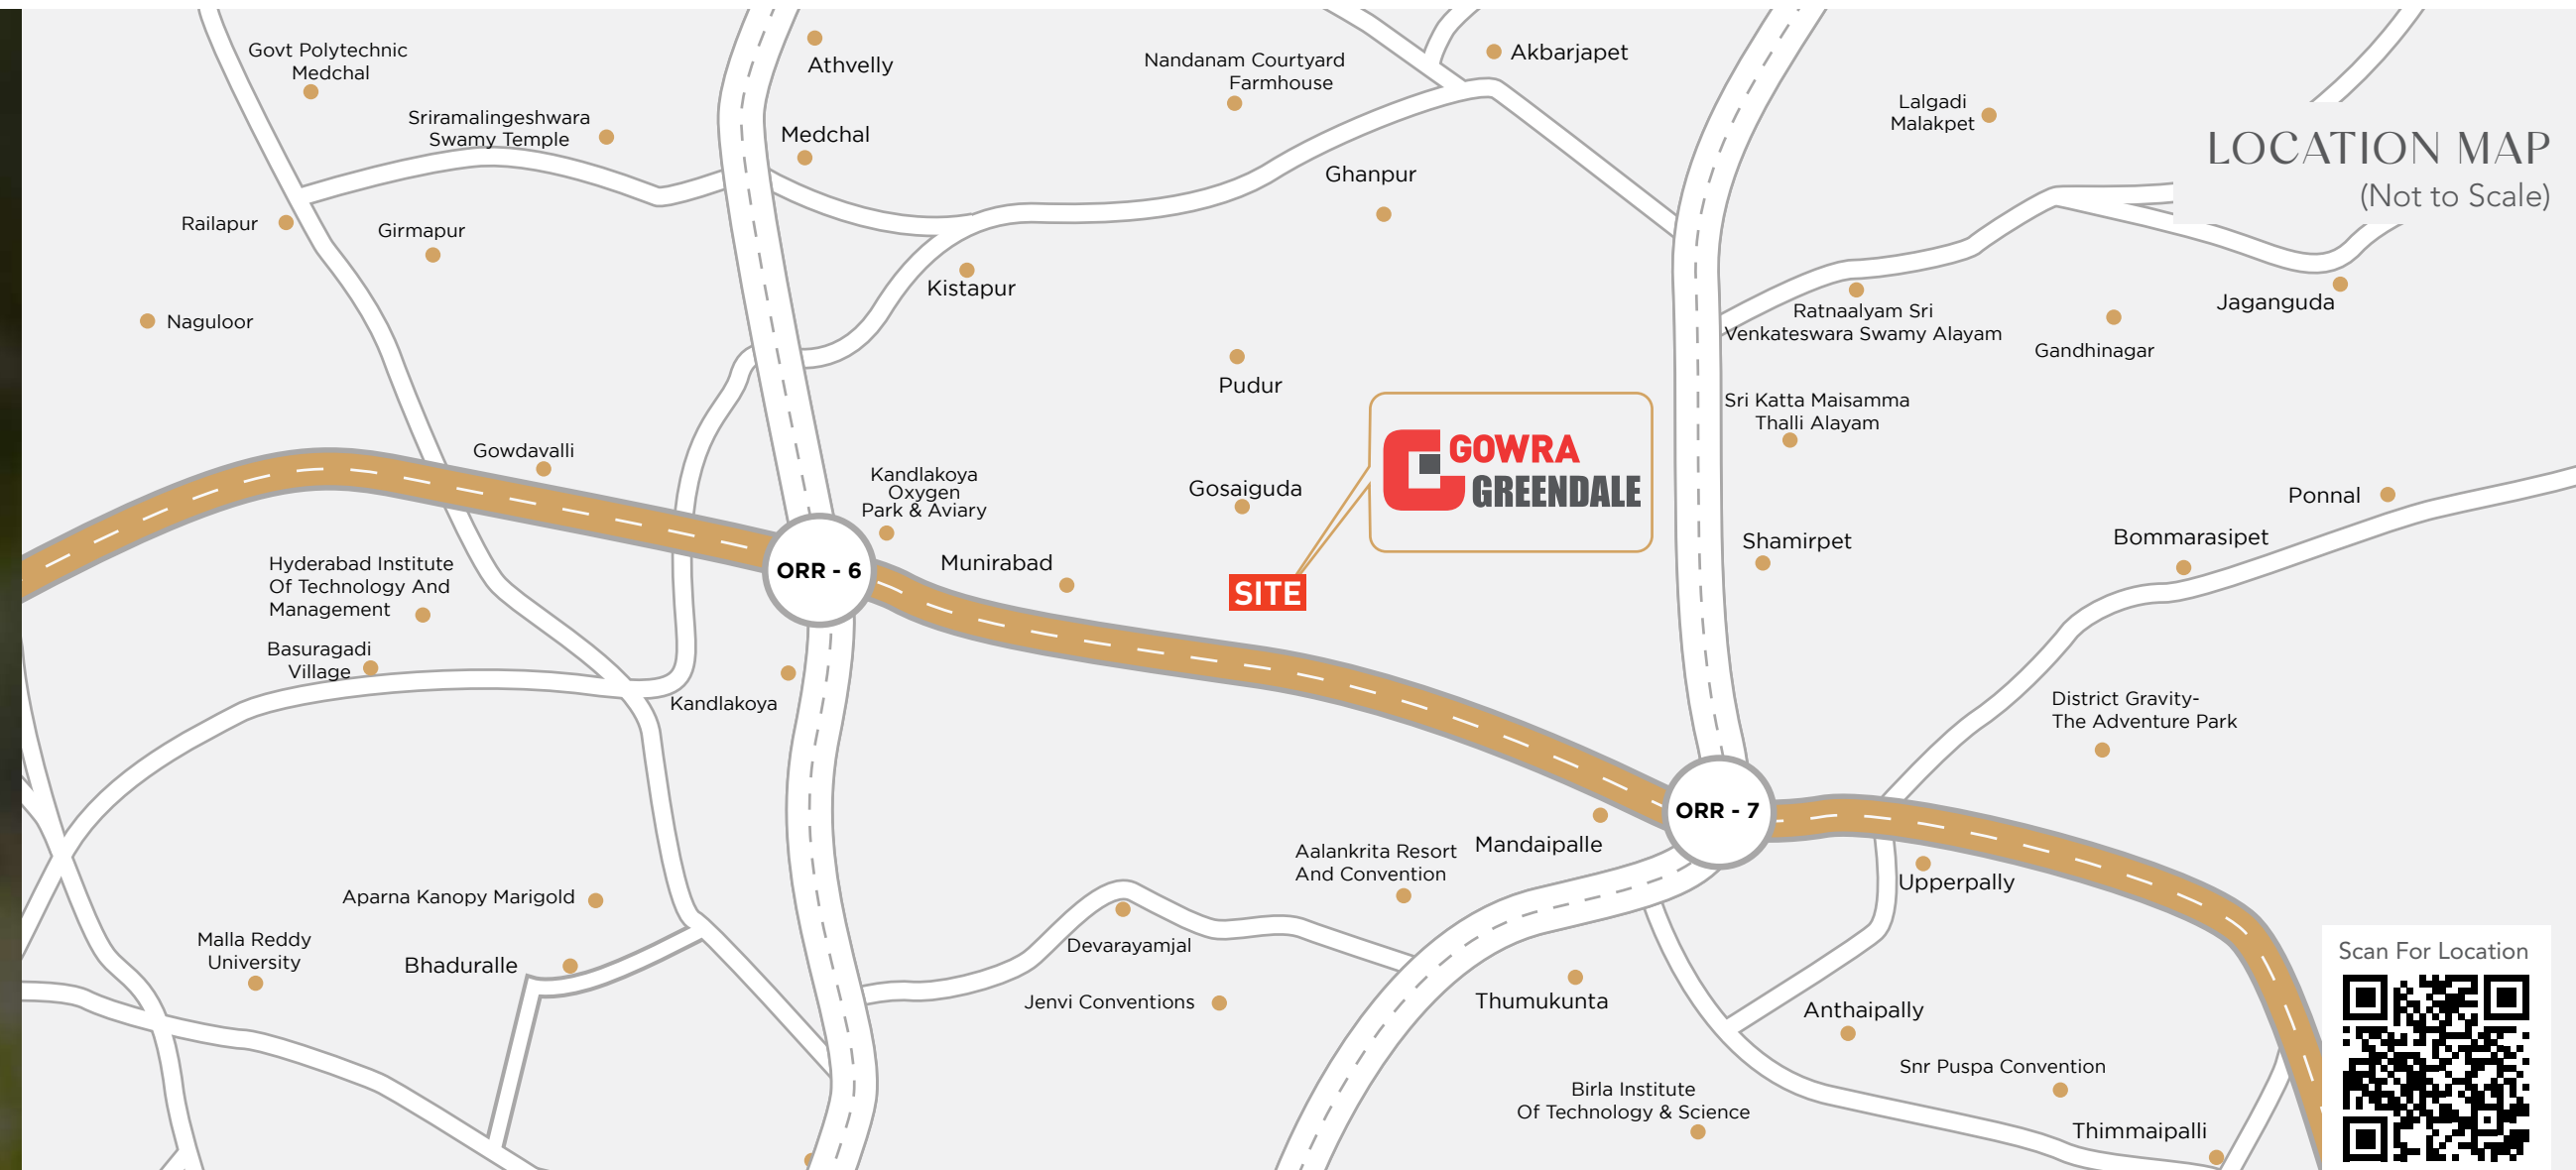 Govt Polytechnic
Medchal
Athvelly
Nandanam Courtyard
Farmhouse
Akbarjapet
Lalgadi
Malakpet
LOCATION MAP
(Not to Scale)
Sriramalingeshwara
Swamy Temple
Medchal
Ghanpur
Railapur
Girmapur
Kistapur
Naguloor
Ratnaalyam Sri
Venkateswara Swamy Alayam
Gandhinagar
Jaganguda
Pudur
Sri Katta Maisamma
Thalli Alayam
GOWRA
GREENDALE
Gowdavalli
Kandlakoya
Oxygen
Park & Aviary
Gosaiguda
Ponnal
Shamirpet
Bommarasipet
ORR - 6
Munirabad
SITE
Hyderabad Institute
Of Technology And
Management
Basuragadi
Village
Kandlakoya
District Gravity-
The Adventure Park
ORR - 7
Mandaipalle
Aalankrita Resort
And Convention
Upperpally
Aparna Kanopy Marigold
Malla Reddy
University
Bhaduralle
Devarayamjal
Jenvi Conventions
Thumukunta
Anthaipally
Scan For Location
Snr Puspa Convention
Birla Institute
Of Technology & Science
Thimmaipalli